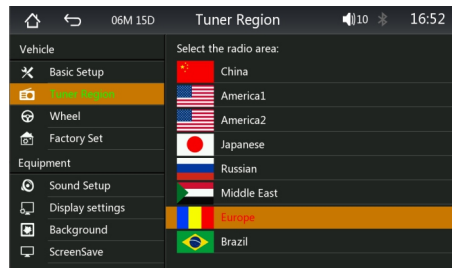 06M 15D Tuner Region 10 16:52
Vehicle
Basic Setup
Tuner Region
Wheel
Factory Set
Equipment
Sound Setup
Display settings
Background
ScreenSave
Select the radio area:
China
America1
America2
Japanese
Russian
Middle East
Europe
Brazil